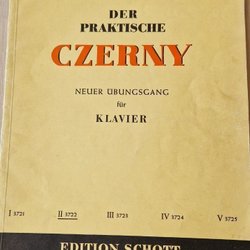 DER
PRAKTISCHE
CZERNY
NEUER ÜBUNGSGANG
für
KLAVIER
I 3721 II 3722 III 3723 IV 3724 V 3725
EDITION SCHOTT